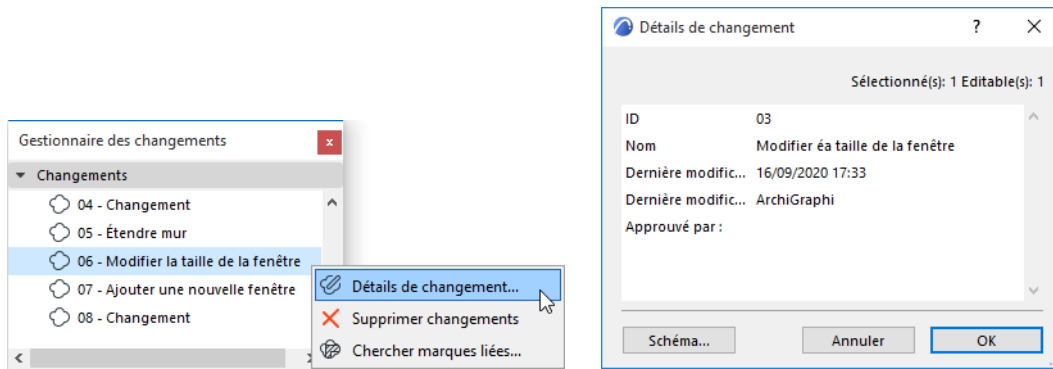 Gestionnaire des changements
x
Changements
04 - Changement
05 - Étendre mur
06 - Modifier la taille de la fenêtre
07 - Ajouter une nouvelle fenêtre
08 - Changement
Détails de changement...
Supprimer changements
Chercher marques liées...
Détails de changement ?
Sélectionné(s): 1 Editable(s): 1
ID 03
Nom Modifier éa taille de la fenêtre
Dernière modific... 16/09/2020 17:33
Dernière modific... ArchiGraphi
Approuvé par :
Schéma... Annuler OK